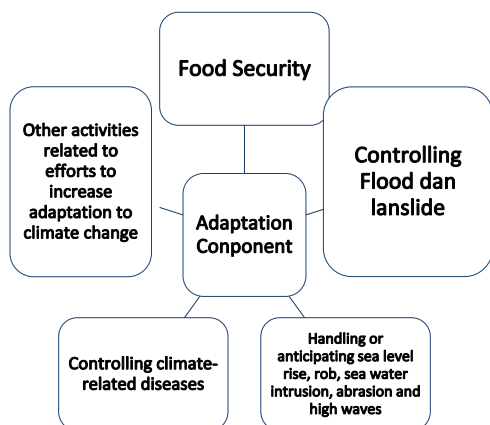 Food Security
Other activities
related to
efforts to
increase
adaptation to
climate change
Controlling
Flood dan
lanslide
Adaptation
Conponent
Controlling climate-
related diseases
Handling or
anticipating sea level
rise, rob, sea water
intrusion, abrasion and
high waves